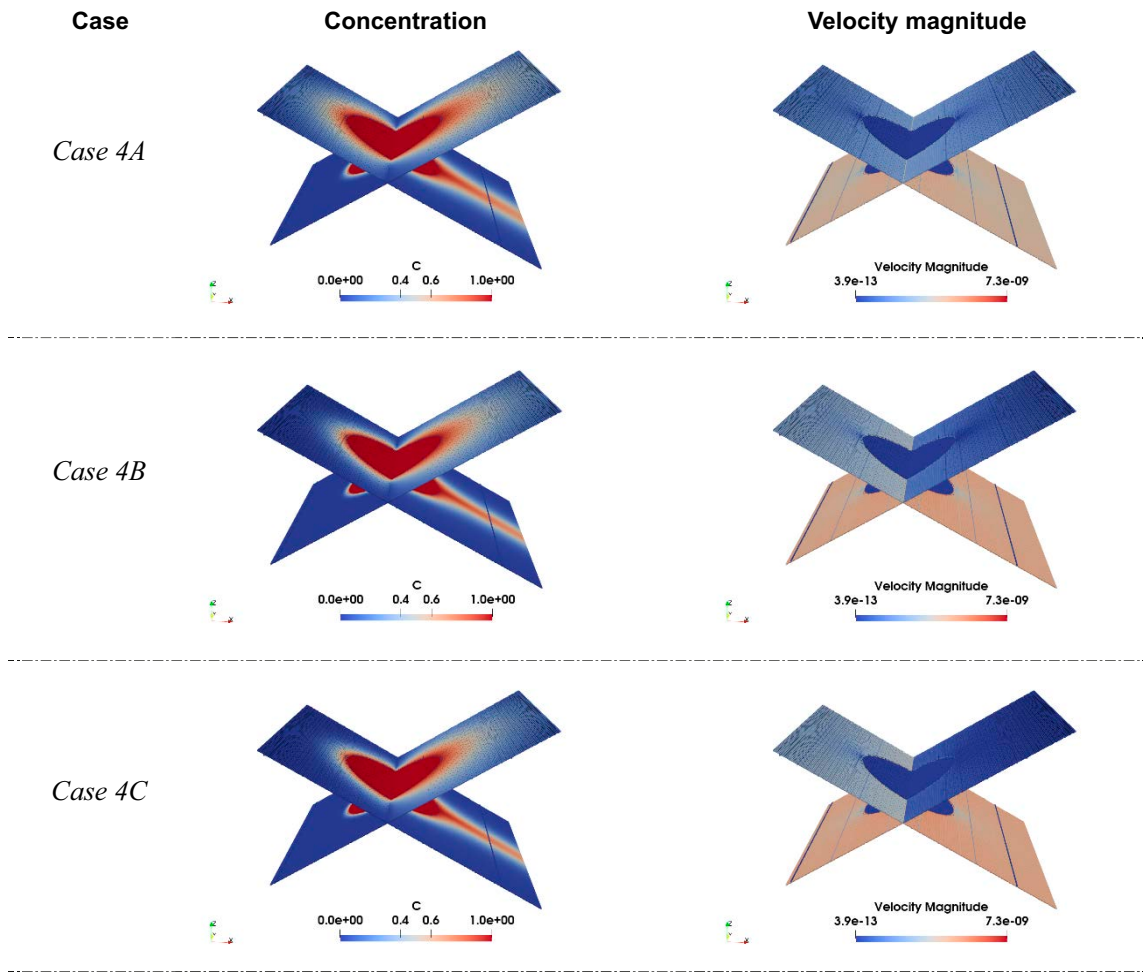 Case Concentration Velocity magnitude
Case 4A
C
0.0e+00 0.4 0.6 1.0e+00
Velocity Magnitude
3.9e-13 7.3e-09
Case 4B
C
0.0e+00 0.4 0.6 1.0e+00
Velocity Magnitude
3.9e-13 7.3e-09
Case 4C
C
0.0e+00 0.4 0.6 1.0e+00
Velocity Magnitude
3.9e-13 7.3e-09